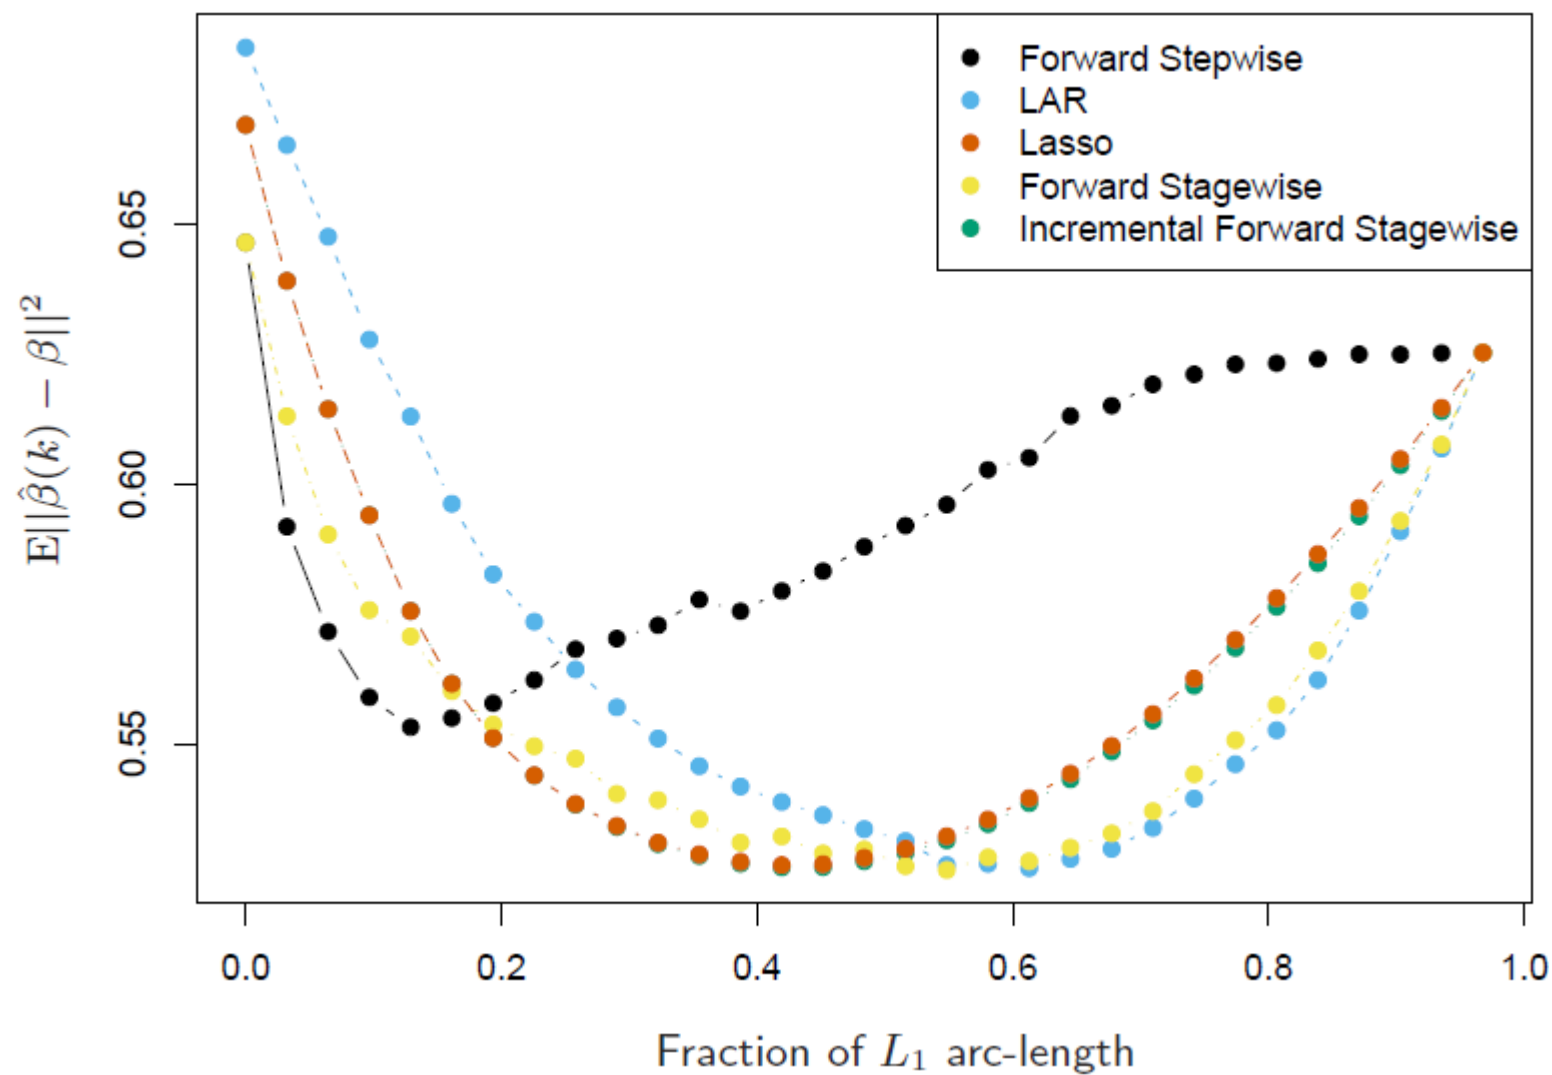 Forward Stepwise
LAR
Lasso
Forward Stagewise
Incremental Forward Stagewise
E||β̂(k) − β||²
0.65
0.60
0.55
0.0 0.2 0.4 0.6 0.8 1.0
Fraction of L₁ arc-length